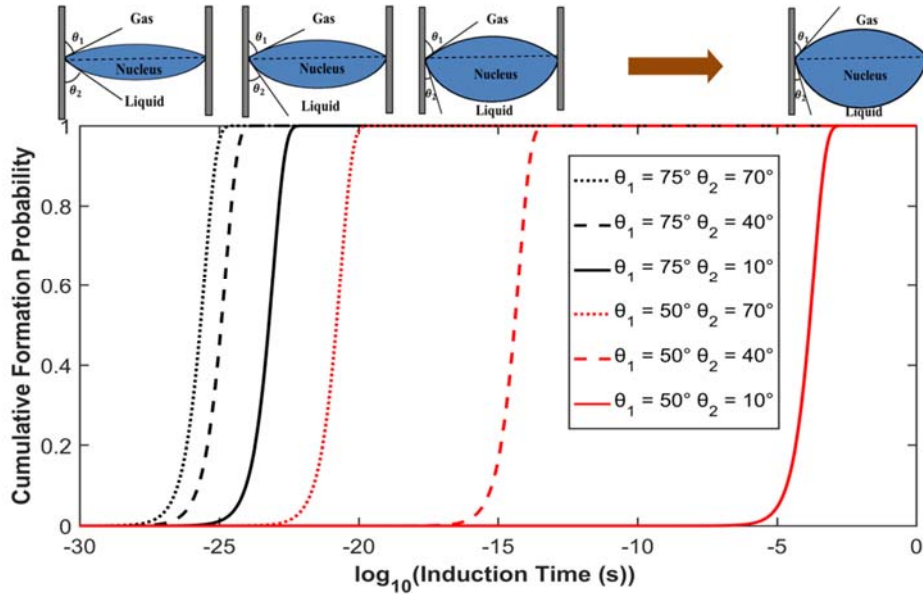 θ1 Gas
Nucleus
θ2 Liquid
θ1 Gas
Nucleus
θ2 Liquid
θ1 Gas
Nucleus
θ2 Liquid
θ1 Gas
Nucleus
θ2 Liquid
Cumulative Formation Probability
1
0.8
0.6
0.4
0.2
0
θ1 = 75° θ2 = 70°
θ1 = 75° θ2 = 40°
θ1 = 75° θ2 = 10°
θ1 = 50° θ2 = 70°
θ1 = 50° θ2 = 40°
θ1 = 50° θ2 = 10°
-30 -25 -20 -15 -10 -5 0
log10(Induction Time (s))